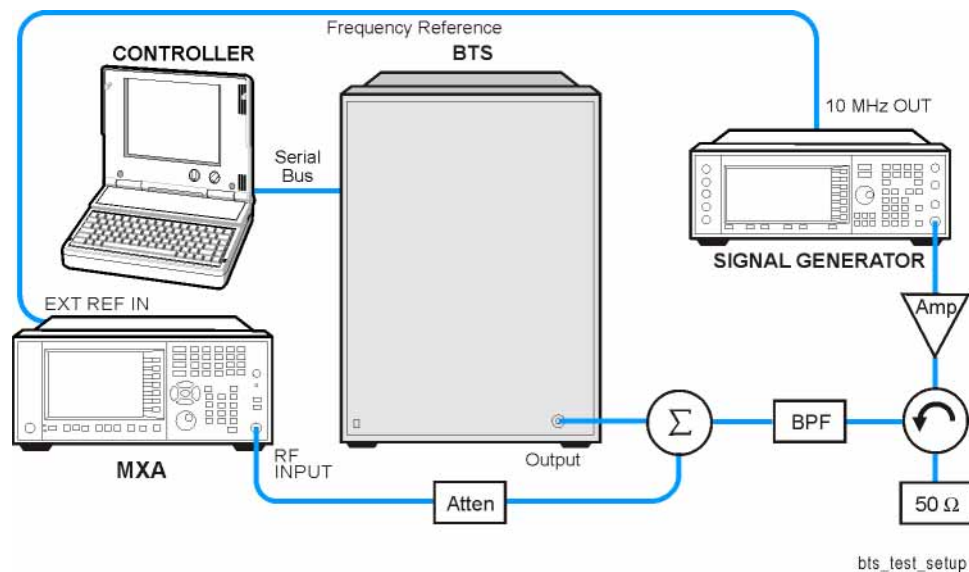 Frequency Reference
CONTROLLER
BTS
10 MHz OUT
Serial
Bus
SIGNAL GENERATOR
EXT REF IN
Amp
Σ
BPF
MXA
RF
INPUT
Output
Atten
50 Ω
bts_test_setup